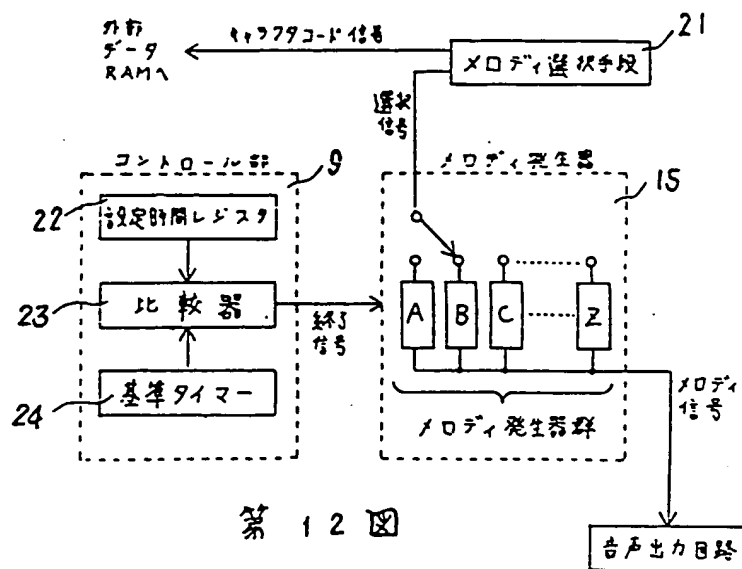 外部
データ
RAMへ
キャラクタコード信号
21
メロディ選択手段
選択
信号
コントロール部
9
メロディ発生器
15
22
設定時間レジスタ
23
比較器
終了
信号
24
基準タイマー
A
B
C
Z
メロディ発生器群
メロディ
信号
第12図
音声出力回路